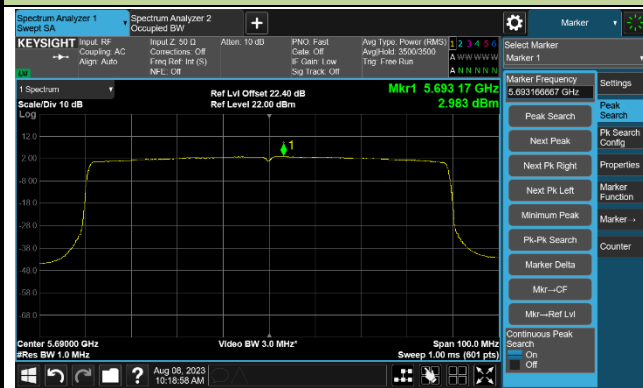 Spectrum Analyzer 1
Swept SA
Spectrum Analyzer 2
Occupied BW
+
Marker
KEYSIGHT
Input: RF
Coupling: AC
Align: Auto
Input Z: 50 Ω
Corrections: Off
Freq Ref: Int (S)
NFE: Off
Atten: 10 dB
PNO: Fast
Gate: Off
IF Gain: Low
Sig Track: Off
Avg Type: Power (RMS)
Avg|Hold: 3500/3500
Trig: Free Run
1 2 3 4 5 6
A W W W W W
A N N N N N
LXI
Select Marker
Marker 1
1 Spectrum
Scale/Div 10 dB
Log
Ref Lvl Offset 22.40 dB
Ref Level 22.00 dBm
Mkr1 5.693 17 GHz
2.983 dBm
Marker Frequency
5.693166667 GHz
Peak Search
Next Peak
Next Pk Right
Next Pk Left
Minimum Peak
Pk-Pk Search
Marker Delta
Mkr→CF
Mkr→Ref Lvl
Continuous Peak
Search
On
Off
Settings
Peak
Search
Pk Search
Config
Properties
Marker
Function
Marker→
Counter
12.0
2.00
-8.00
-18.0
-28.0
-38.0
-48.0
-58.0
-68.0
1
Center 5.69000 GHz
#Res BW 1.0 MHz
Video BW 3.0 MHz*
Span 100.0 MHz
Sweep 1.00 ms (601 pts)
?
Aug 08, 2023
10:18:58 AM